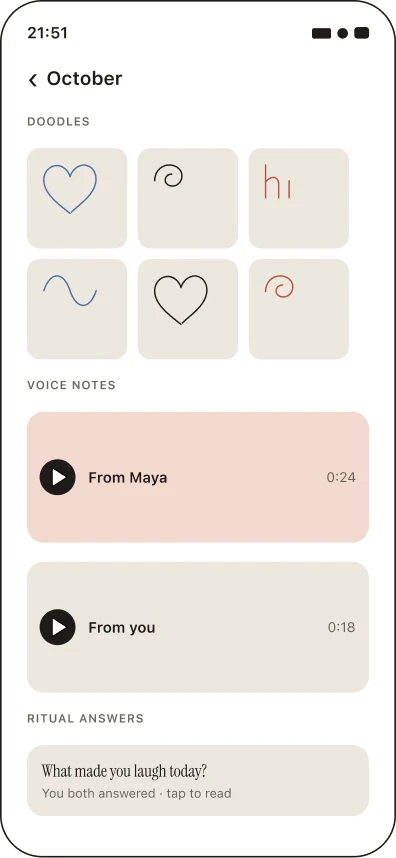 21:51
October
DOODLES
hi
VOICE NOTES
From Maya 0:24
From you 0:18
RITUAL ANSWERS
What made you laugh today?
You both answered · tap to read